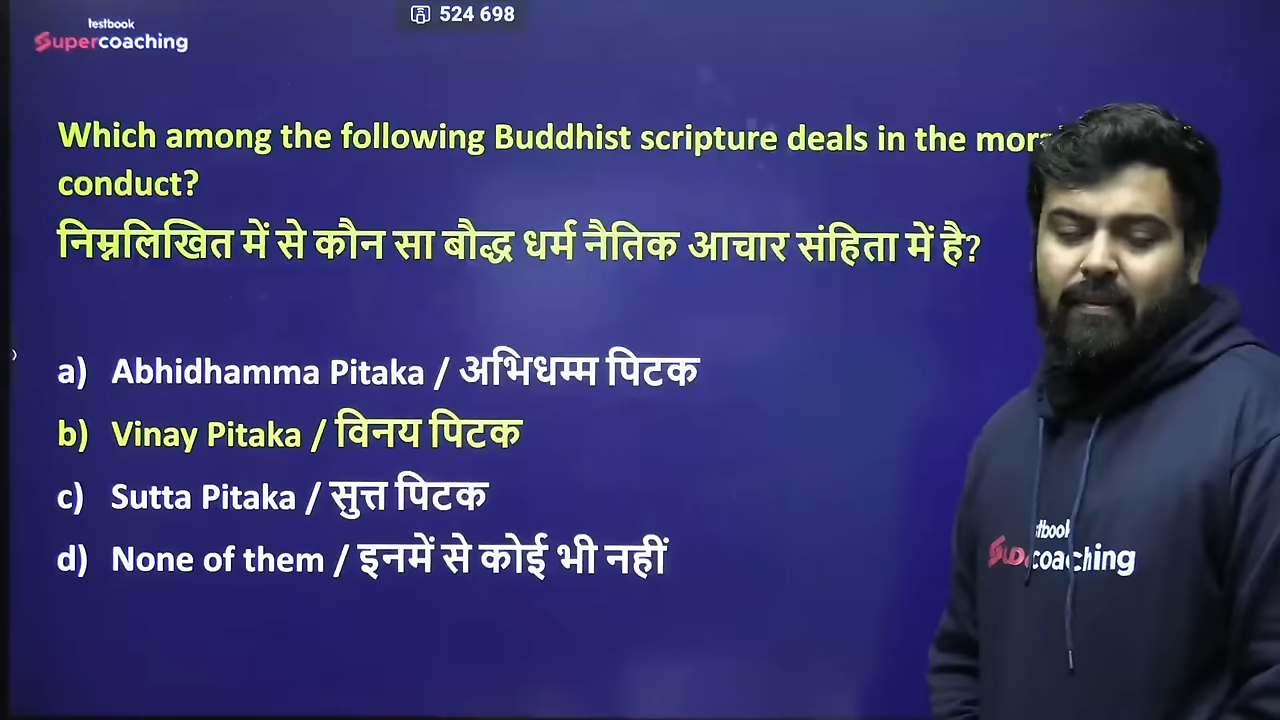 524 698
testbook
Supercoaching
Which among the following Buddhist scripture deals in the
conduct?
निम्नलिखित में से कौन सा बौद्ध धर्म नैतिक आचार संहिता में है?
a) Abhidhamma Pitaka / अभिधम्म पिटक
b) Vinay Pitaka / विनय पिटक
c) Sutta Pitaka / सुत्त पिटक
d) None of them / इनमें से कोई भी नहीं
coaching